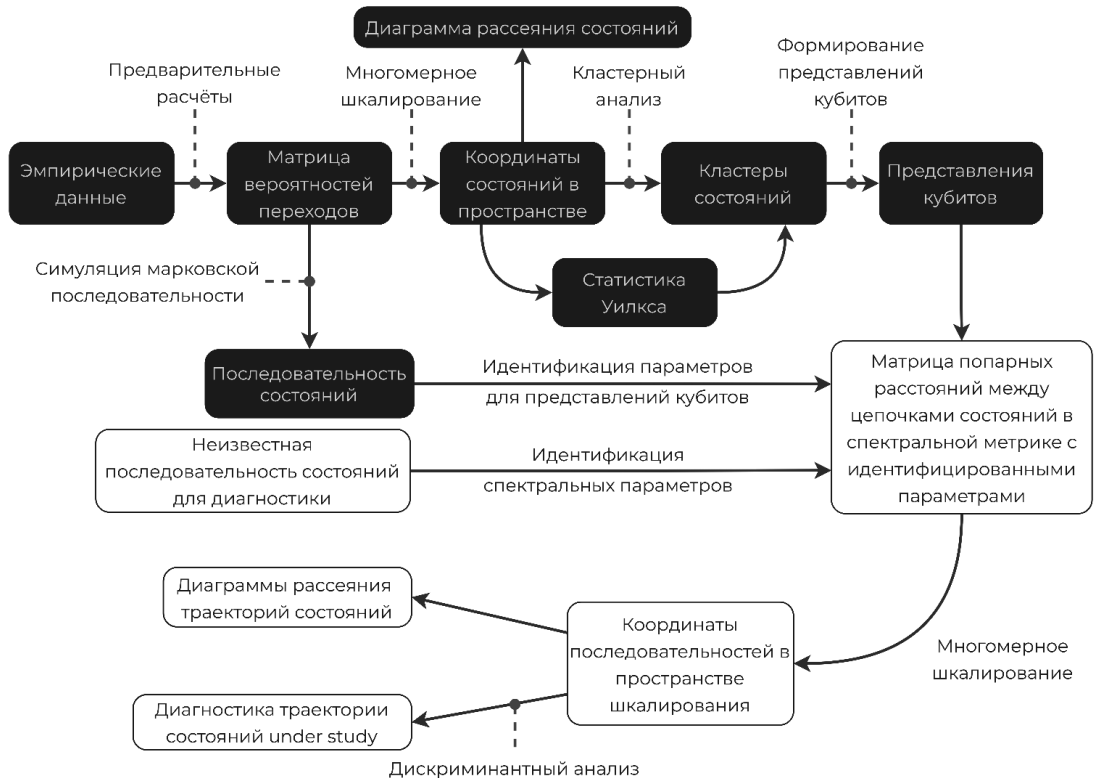 Диаграмма рассеяния состояний
Предварительные
расчёты
Многомерное
шкалирование
Кластерный
анализ
Формирование
представлений
кубитов
Эмпирические
данные
Матрица
вероятностей
переходов
Координаты
состояний в
пространстве
Кластеры
состояний
Представления
кубитов
Симуляция марковской
последовательности
Статистика
Уилкса
Последовательность
состояний
Идентификация параметров
для представлений кубитов
Матрица попарных
расстояний между
цепочками состояний в
спектральной метрике с
идентифицированными
параметрами
Неизвестная
последовательность состояний
для диагностики
Идентификация
спектральных параметров
Диаграммы рассеяния
траекторий состояний
Координаты
последовательностей в
пространстве
шкалирования
Многомерное
шкалирование
Диагностика траектории
состояний under study
Дискриминантный анализ